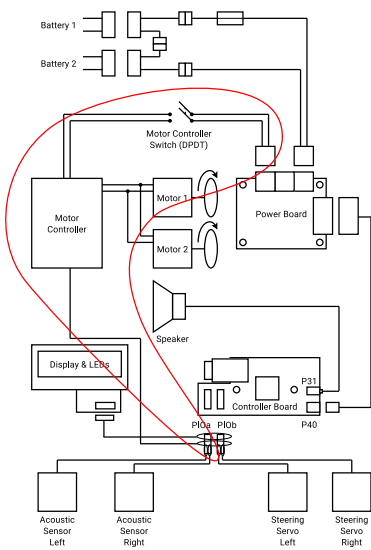 Battery 1
Battery 2
Motor Controller
Switch (DPDT)
Motor
Controller
Motor 1
Motor 2
Power Board
Speaker
Display & LEDs
P31
Controller Board
PIOa
PIOb
P40
Acoustic
Sensor
Left
Acoustic
Sensor
Right
Steering
Servo
Left
Steering
Servo
Right